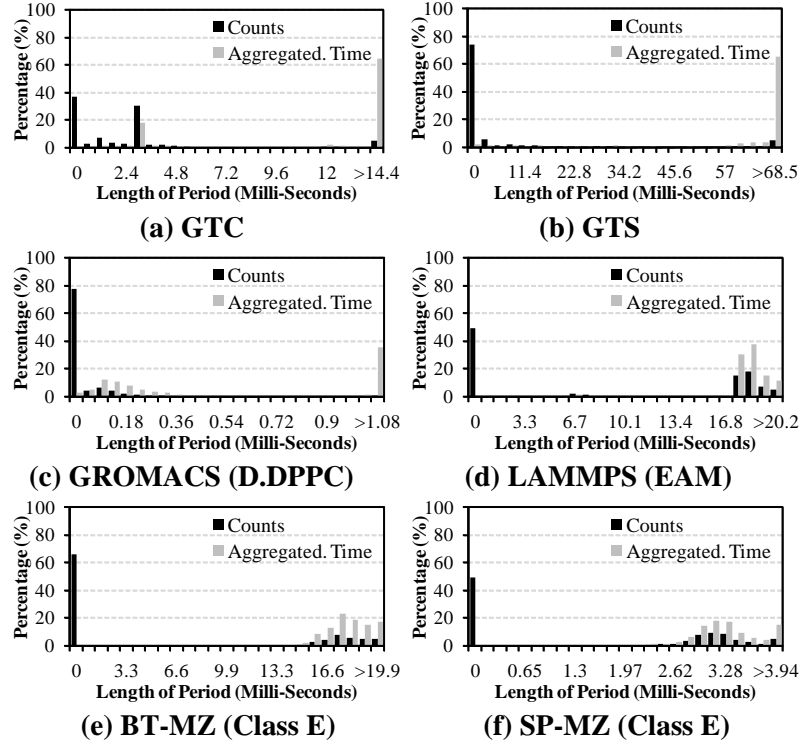 Percentage (%)
100
80
60
40
20
0
Counts
Aggregated. Time
0 2.4 4.8 7.2 9.6 12 >14.4
Length of Period (Milli-Seconds)
(a) GTC
Percentage (%)
100
80
60
40
20
0
Counts
Aggregated. Time
0 11.4 22.8 34.2 45.6 57 >68.5
Length of Period (Milli-Seconds)
(b) GTS
Percentage (%)
100
80
60
40
20
0
Counts
Aggregated. Time
0 0.18 0.36 0.54 0.72 0.9 >1.08
Length of Period (Milli-Seconds)
(c) GROMACS (D.DPPC)
Percentage (%)
100
80
60
40
20
0
Counts
Aggregated. Time
0 3.3 6.7 10.1 13.4 16.8 >20.2
Length of Period (Milli-Seconds)
(d) LAMMPS (EAM)
Percentage (%)
100
80
60
40
20
0
Counts
Aggregated. Time
0 3.3 6.6 9.9 13.3 16.6 >19.9
Length of Period (Milli-Seconds)
(e) BT-MZ (Class E)
Percentage (%)
100
80
60
40
20
0
Counts
Aggregated. Time
0 0.65 1.3 1.97 2.62 3.28 >3.94
Length of Period (Milli-Seconds)
(f) SP-MZ (Class E)